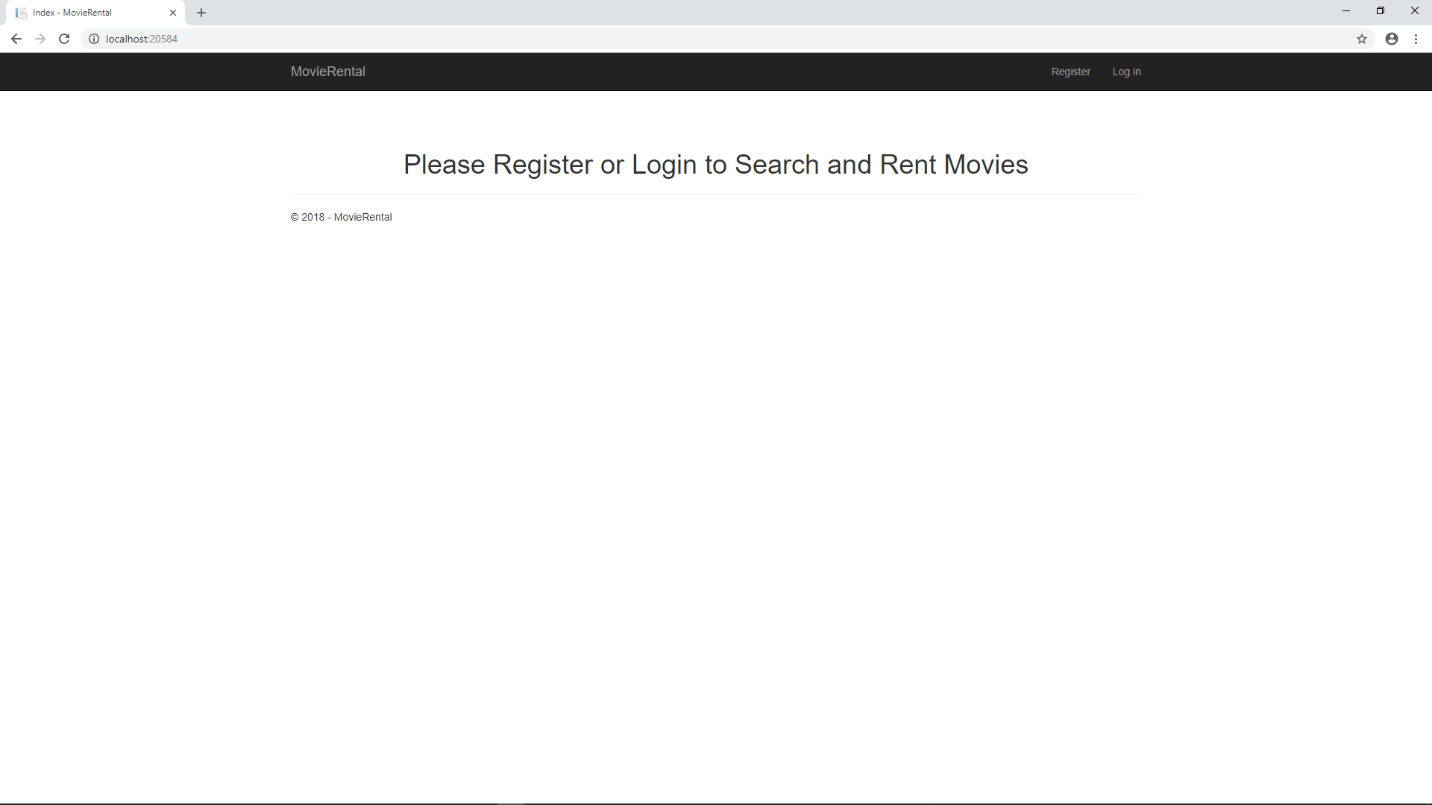 Index - MovieRental
localhost:20584
MovieRental Register Log in
Please Register or Login to Search and Rent Movies
© 2018 - MovieRental